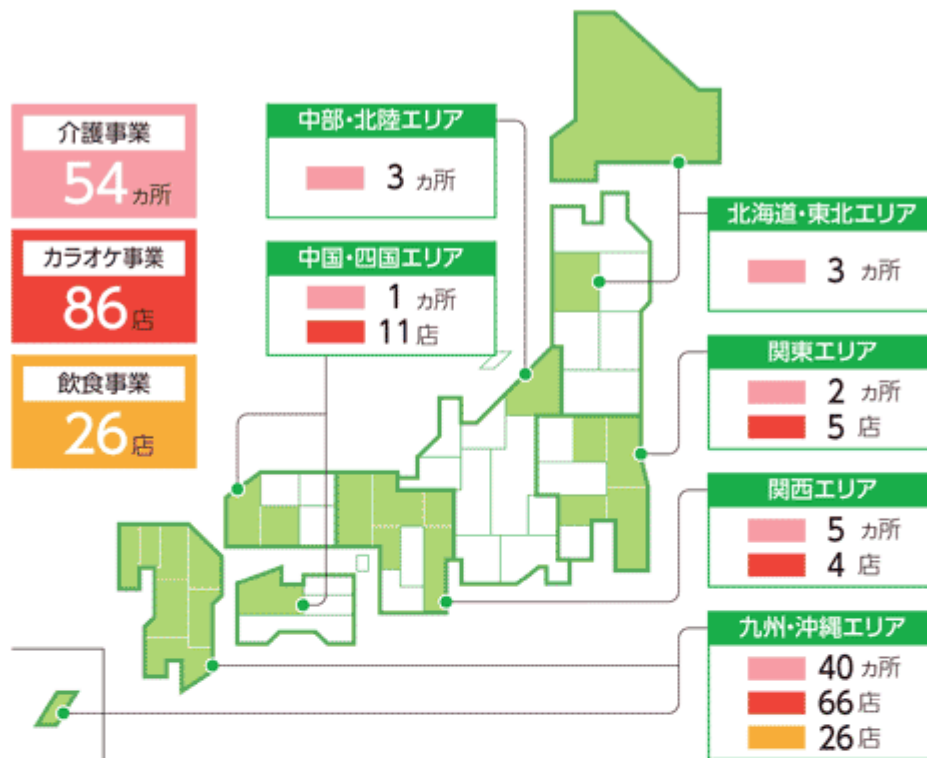 介護事業
54ヵ所
カラオケ事業
86店
飲食事業
26店
中部・北陸エリア
3 ヵ所
中国・四国エリア
1 ヵ所
11店
北海道・東北エリア
3 ヵ所
関東エリア
2 ヵ所
5 店
関西エリア
5 ヵ所
4 店
九州・沖縄エリア
40 ヵ所
66店
26店